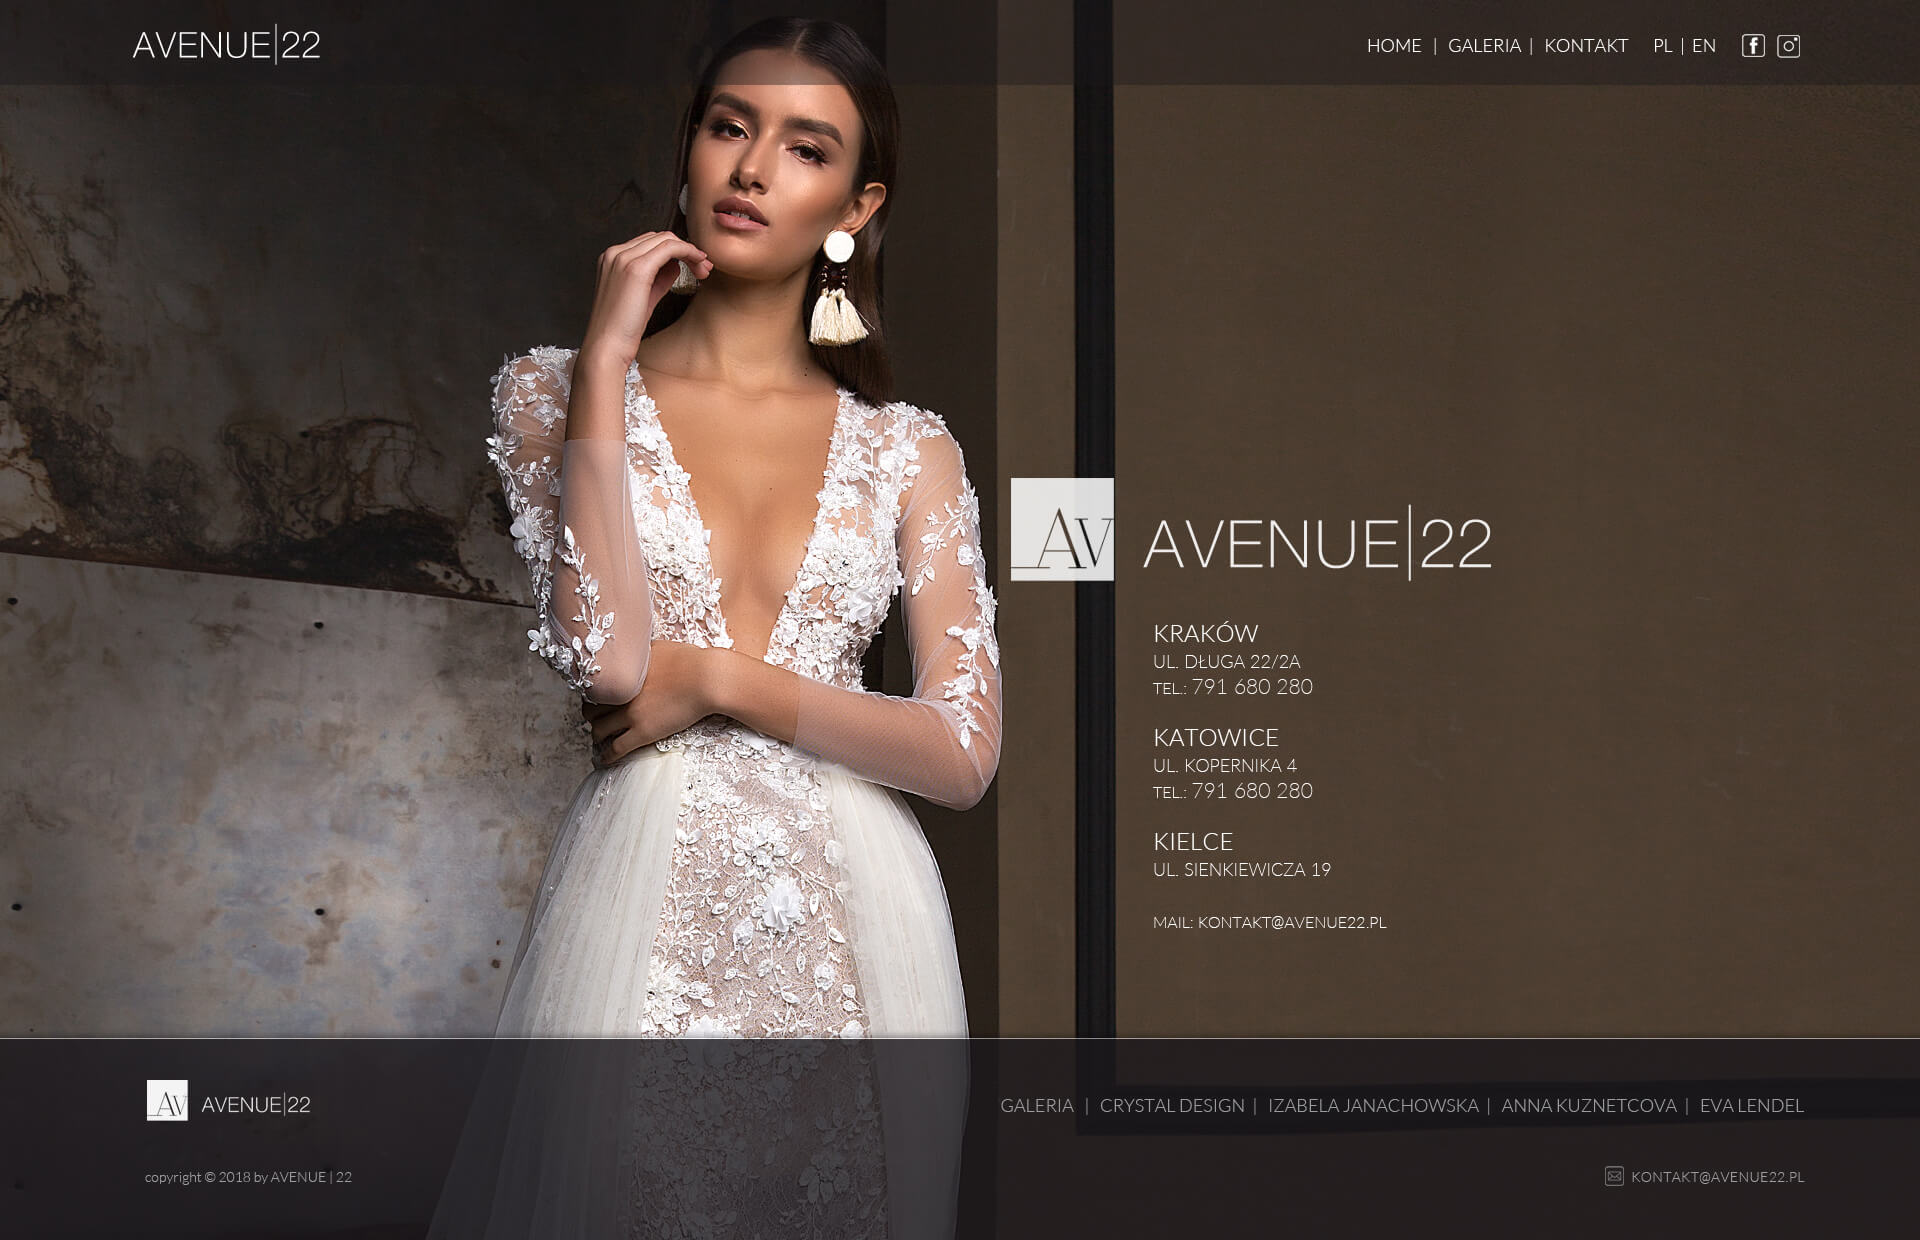 AVENUE|22
HOME | GALERIA | KONTAKT PL | EN
AV AVENUE|22
KRAKÓW
UL. DŁUGA 22/2A
TEL.: 791 680 280
KATOWICE
UL. KOPERNIKA 4
TEL.: 791 680 280
KIELCE
UL. SIENKIEWICZA 19
MAIL: KONTAKT@AVENUE22.PL
AV AVENUE|22
GALERIA | CRYSTAL DESIGN | IZABELA JANACHOWSKA | ANNA KUZNETCOVA | EVA LENDEL
copyright © 2018 by AVENUE | 22
KONTAKT@AVENUE22.PL